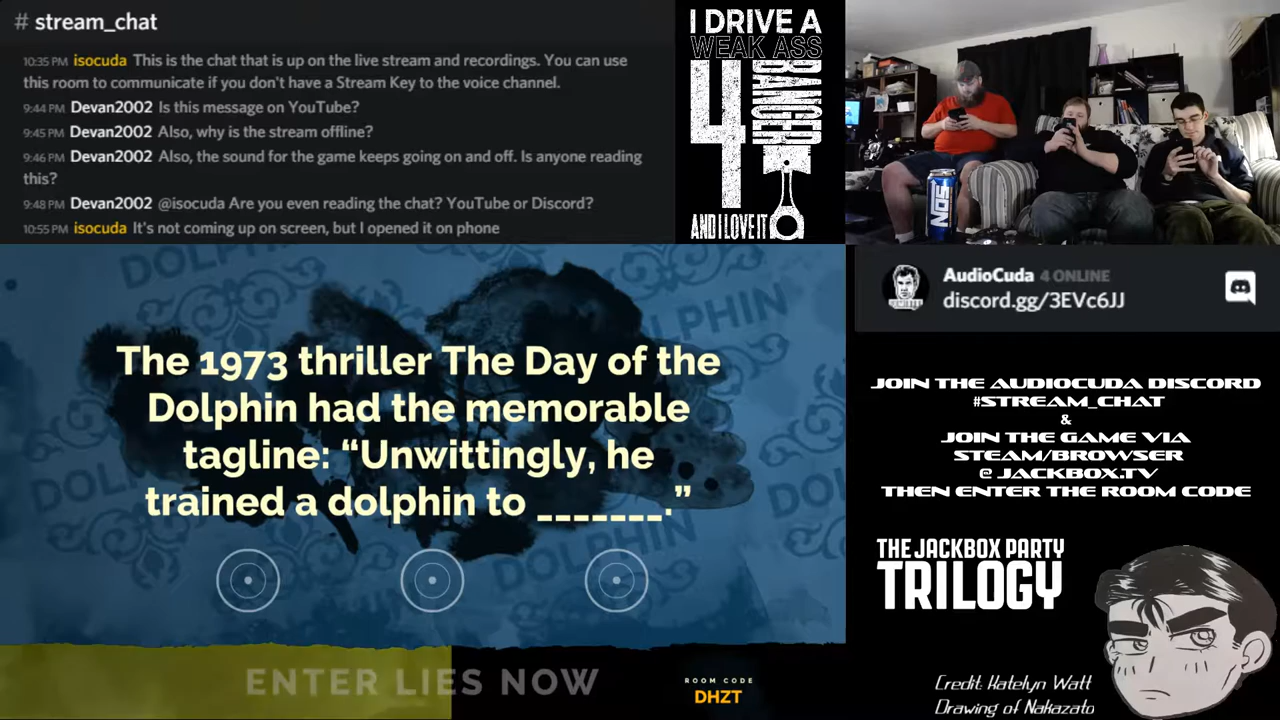 # stream_chat
10:35 PM isocuda This is the chat that is up on the live stream and recordings. You can use
this room to communicate if you don't have a Steam Key to the voice channel.
9:44 PM Devan2002 Is this message on YouTube?
9:45 PM Devan2002 Also, why is the stream offline?
9:46 PM Devan2002 Also, the sound for the game keeps going on and off. Is anyone reading
this?
9:48 PM Devan2002 @isocuda Are you even reading the chat? YouTube or Discord?
10:55 PM isocuda It's not coming up on screen, but I opened it on phone
I DRIVE A
WEAK ASS
4 BANGER
AND I LOVE IT
NOS
AudioCuda 4 ONLINE
discord.gg/3EVc6JJ
DOLPHIN
DOLPHIN
DOLPHIN
The 1973 thriller The Day of the
Dolphin had the memorable
tagline: “Unwittingly, he
trained a dolphin to _______.”
ENTER LIES NOW
ROOM CODE
DHZT
JOIN THE AUDIOCUDA DISCORD
#STREAM_CHAT
&
JOIN THE GAME VIA
STEAM/BROWSER
@ JACKBOX.TV
THEN ENTER THE ROOM CODE
THE JACKBOX PARTY
TRILOGY
Credit: Katelyn Watt
Drawing of Nakazato